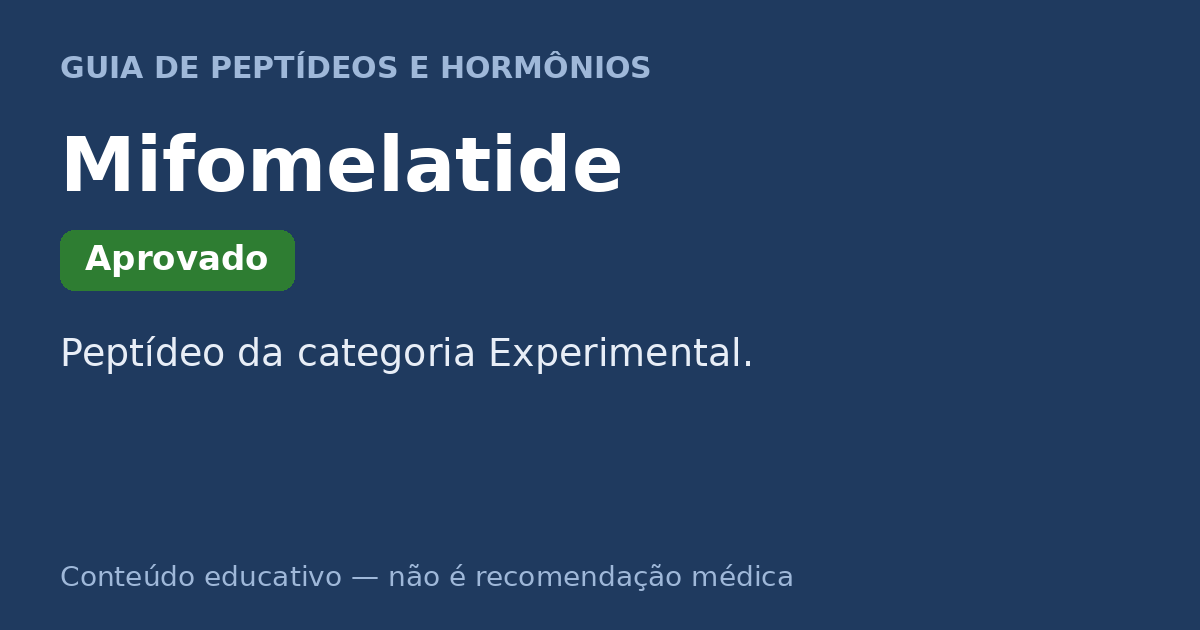 GUIA DE PEPTÍDEOS E HORMÔNIOS
Mifomelatide
Aprovado
Peptídeo da categoria Experimental.
Conteúdo educativo — não é recomendação médica